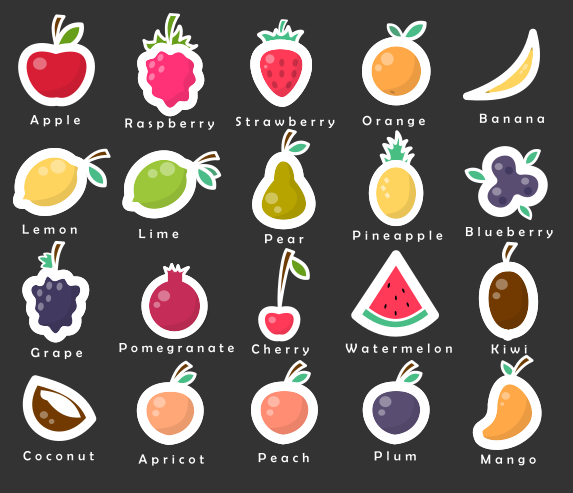 Apple
Raspberry
Strawberry
Orange
Banana
Lemon
Lime
Pear
Pineapple
Blueberry
Grape
Pomegranate
Cherry
Watermelon
Kiwi
Coconut
Apricot
Peach
Plum
Mango